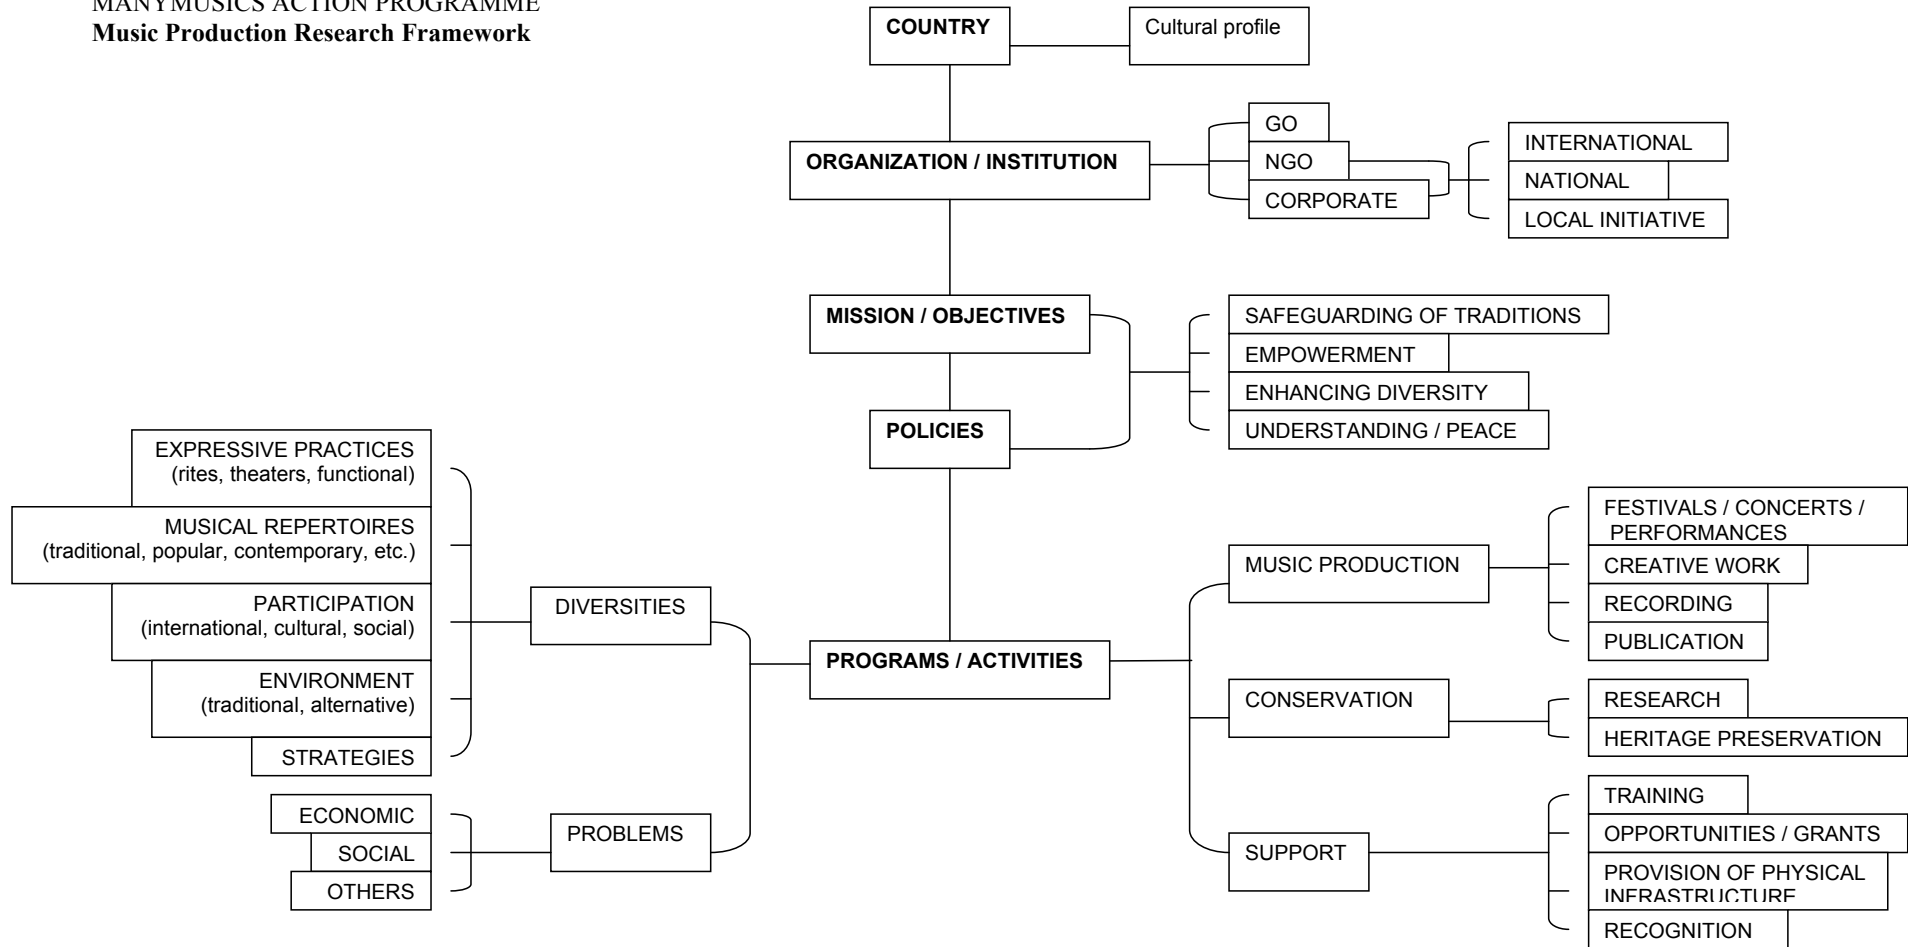 MANYMUSICS ACTION PROGRAMME
Music Production Research Framework
COUNTRY
Cultural profile
ORGANIZATION / INSTITUTION
GO
NGO
CORPORATE
INTERNATIONAL
NATIONAL
LOCAL INITIATIVE
MISSION / OBJECTIVES
POLICIES
SAFEGUARDING OF TRADITIONS
EMPOWERMENT
ENHANCING DIVERSITY
UNDERSTANDING / PEACE
EXPRESSIVE PRACTICES
(rites, theaters, functional)
MUSICAL REPERTOIRES
(traditional, popular, contemporary, etc.)
PARTICIPATION
(international, cultural, social)
ENVIRONMENT
(traditional, alternative)
STRATEGIES
DIVERSITIES
ECONOMIC
SOCIAL
OTHERS
PROBLEMS
PROGRAMS / ACTIVITIES
MUSIC PRODUCTION
FESTIVALS / CONCERTS /
PERFORMANCES
CREATIVE WORK
RECORDING
PUBLICATION
CONSERVATION
RESEARCH
HERITAGE PRESERVATION
SUPPORT
TRAINING
OPPORTUNITIES / GRANTS
PROVISION OF PHYSICAL
INFRASTRUCTURE
RECOGNITION